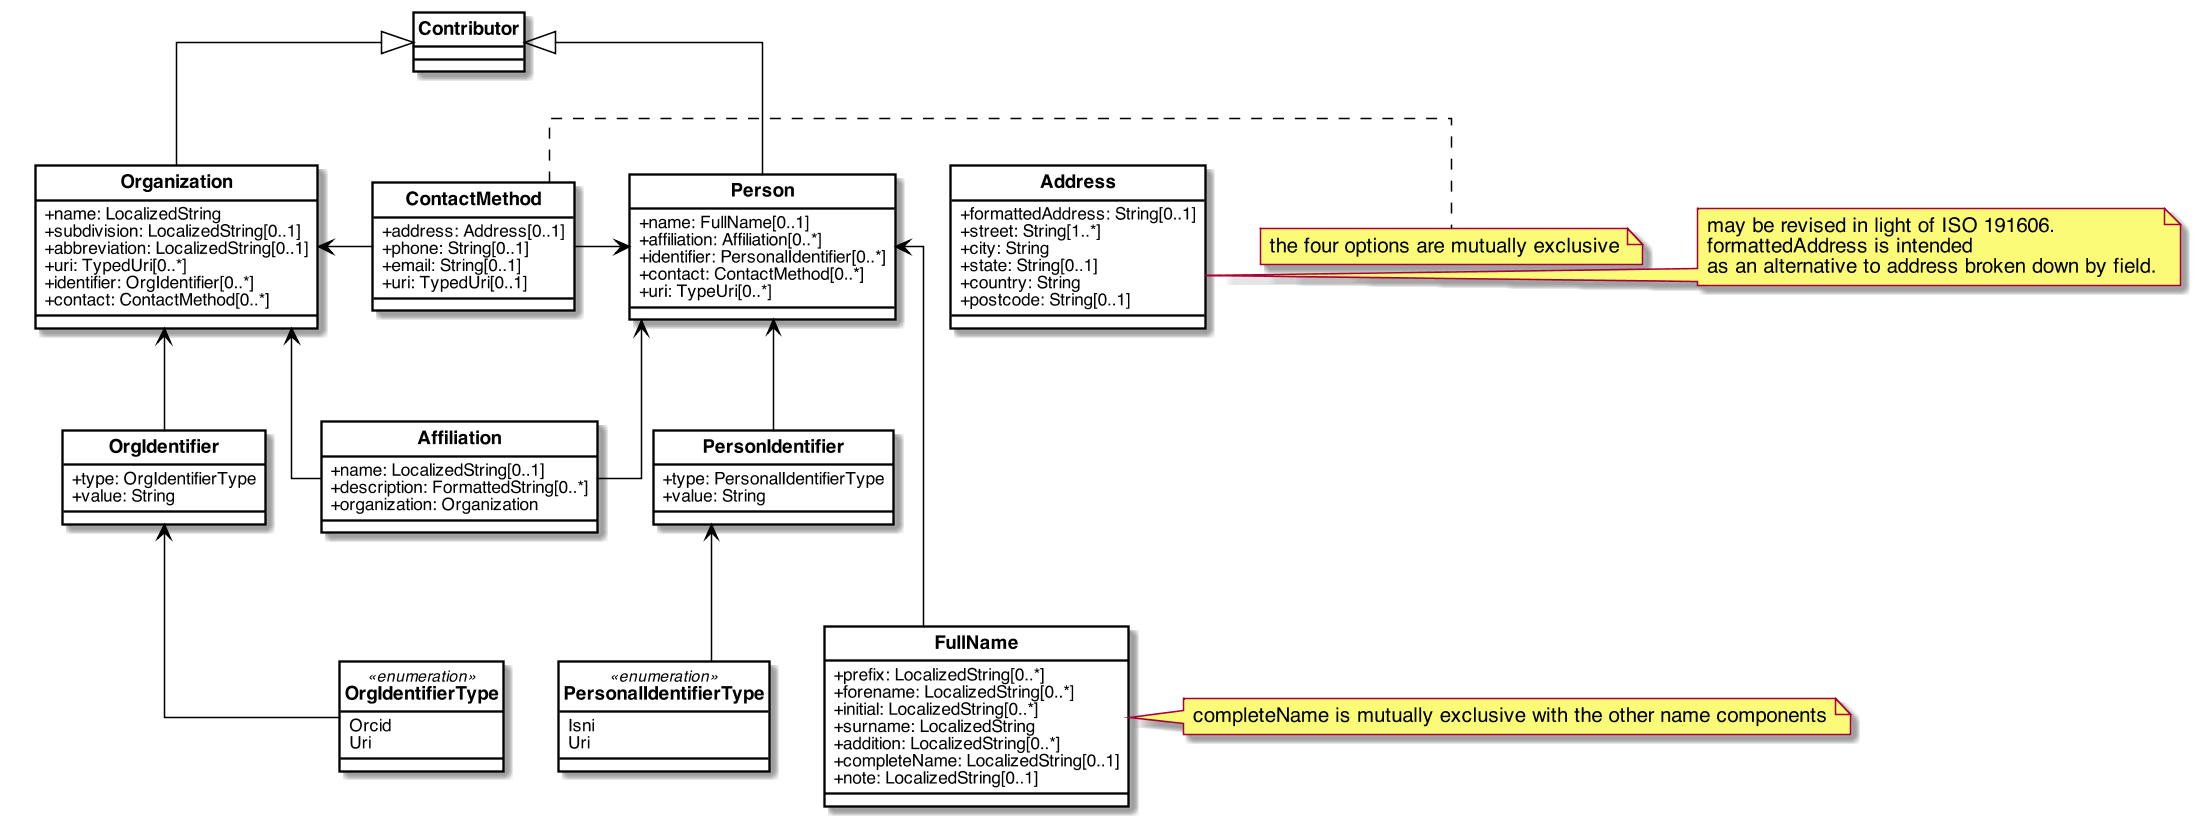 Contributor
Organization
+name: LocalizedString
+subdivision: LocalizedString[0..1]
+abbreviation: LocalizedString[0..1]
+uri: TypedUri[0..*]
+identifier: OrgIdentifier[0..*]
+contact: ContactMethod[0..*]
ContactMethod
+address: Address[0..1]
+phone: String[0..1]
+email: String[0..1]
+uri: TypedUri[0..1]
Person
+name: FullName[0..1]
+affiliation: Affiliation[0..*]
+identifier: PersonalIdentifier[0..*]
+contact: ContactMethod[0..*]
+uri: TypeUri[0..*]
Address
+formattedAddress: String[0..1]
+street: String[1..*]
+city: String
+state: String[0..1]
+country: String
+postcode: String[0..1]
the four options are mutually exclusive
may be revised in light of ISO 191606.
formattedAddress is intended
as an alternative to address broken down by field.
OrgIdentifier
+type: OrgIdentifierType
+value: String
Affiliation
+name: LocalizedString[0..1]
+description: FormattedString[0..*]
+organization: Organization
PersonIdentifier
+type: PersonalIdentifierType
+value: String
«enumeration»
OrgIdentifierType
Orcid
Uri
«enumeration»
PersonalIdentifierType
Isni
Uri
FullName
+prefix: LocalizedString[0..*]
+forename: LocalizedString[0..*]
+initial: LocalizedString[0..*]
+surname: LocalizedString
+addition: LocalizedString[0..*]
+completeName: LocalizedString[0..1]
+note: LocalizedString[0..1]
completeName is mutually exclusive with the other name components